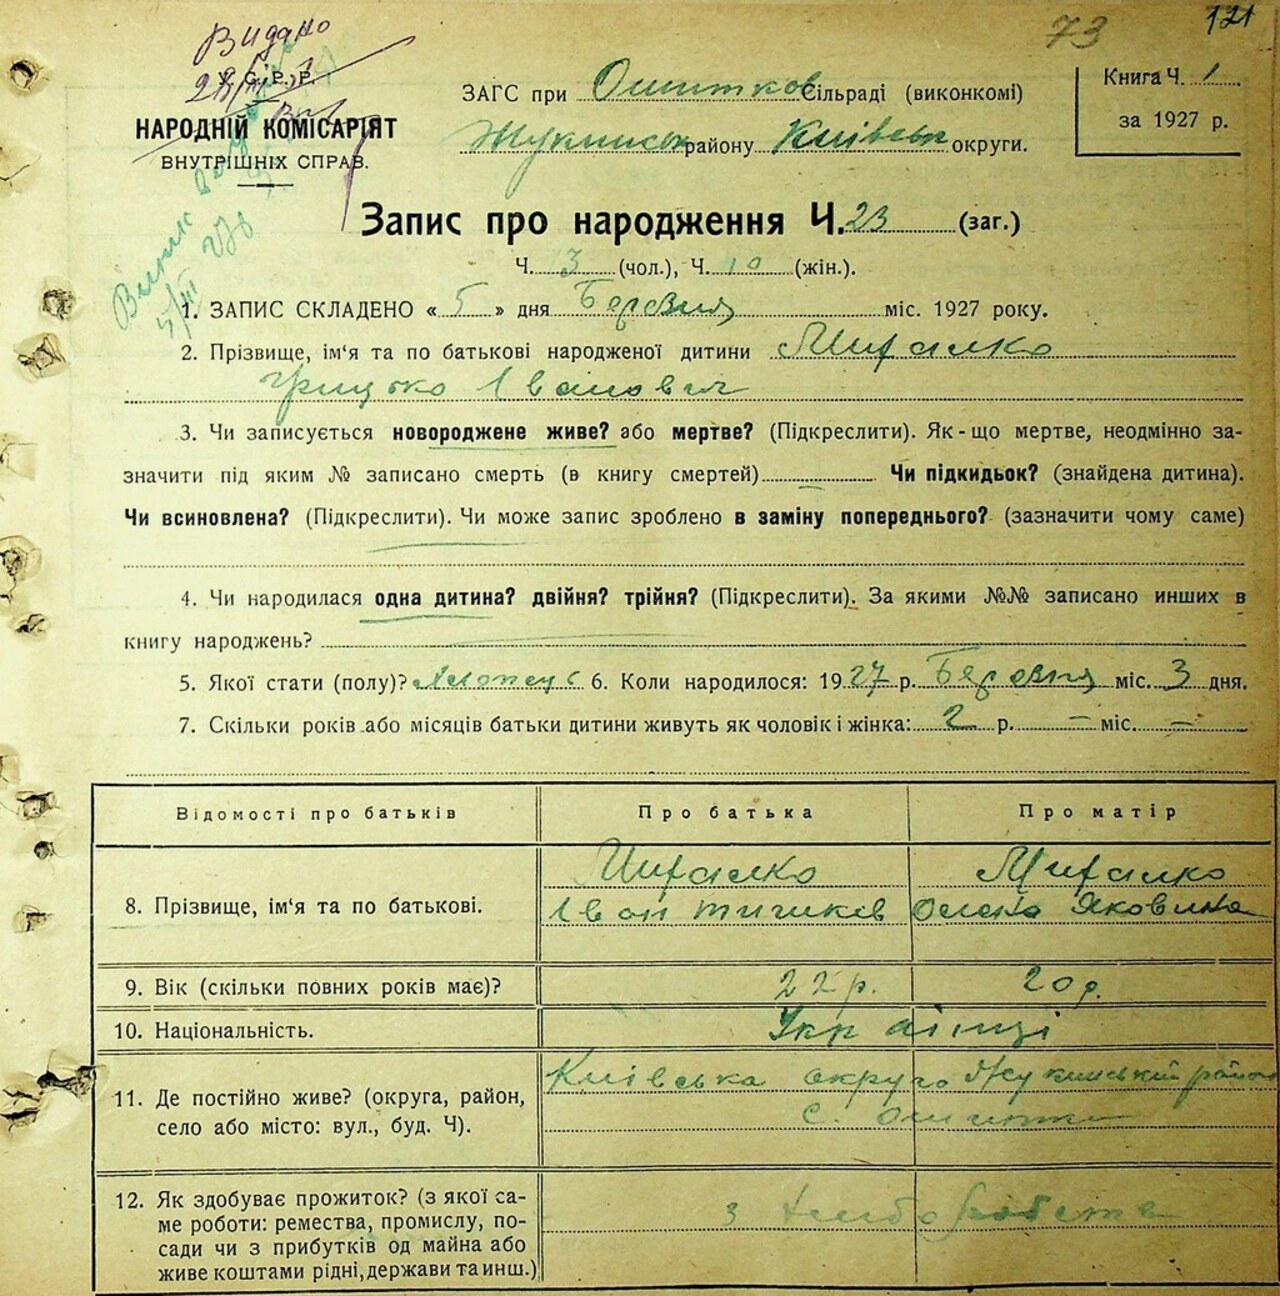 73
121
Видано
У. С. Р. Р.
НАРОДНІЙ КОМІСАРІЯТ
ВНУТРІШНІХ СПРАВ.
ЗАГС при Ошитков Сільраді (виконкомі)
Жукинськ району Київськ округи.
Книга Ч. 1
за 1927 р.
Запис про народження Ч. 23 (заг.)
Ч. 13 (чол.), Ч. 10 (жін.).
1. ЗАПИС СКЛАДЕНО « 5 » дня Березня міс. 1927 року.
2. Прізвище, ім‘я та по батькові народженої дитини Михалко
Грицько Іванович
3. Чи записується новороджене живе? або мертве? (Підкреслити). Як-що мертве, неодмінно за-
значити під яким № записано смерть (в книгу смертей) Чи підкидьок? (знайдена дитина).
Чи всиновлена? (Підкреслити). Чи може запис зроблено в заміну попереднього? (зазначити чому саме)
4. Чи народилася одна дитина? двійня? трійня? (Підкреслити). За якими №№ записано инших в
книгу народжень?
5. Якої стати (полу)? 6. Коли народилося: 1927 р. Березня міс. 3 дня.
7. Скільки років або місяців батьки дитини живуть як чоловік і жінка: 2 р. — міс. —
Відомості про батьків Про батька Про матір
8. Прізвище, ім‘я та по батькові.
Михалко Михалко
Іван Олена Яковина
9. Вік (скільки повних років має)? 22 р. 20 р.
10. Національність. Українці
11. Де постійно живе? (округа, район,
село або місто: вул., буд. Ч).
Київська округа Жукинський район
с. Ошитки
12. Як здобуває прожиток? (з якої са-
ме роботи: ремества, промислу, по-
сади чи з прибутків од майна або
живе коштами рідні, держави та инш.)
з хлібороб